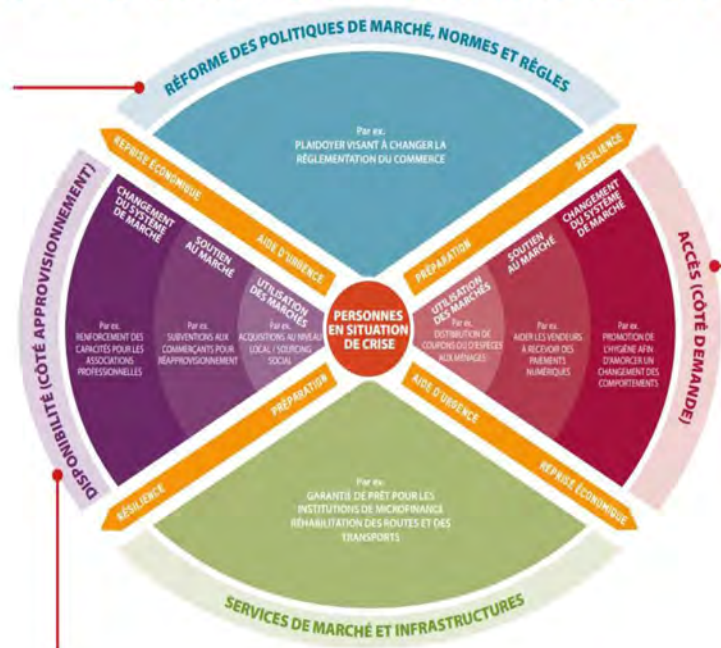 RÉFORME DES POLITIQUES DE MARCHÉ, NORMES ET RÈGLES
Par ex.
PLAIDOYER VISANT À CHANGER LA
RÉGLEMENTATION DU COMMERCE
REPRISE ÉCONOMIQUE
AIDE D'URGENCE
PRÉPARATION
RÉSILIENCE
DISPONIBILITÉ (CÔTÉ APPROVISIONNEMENT)
CHANGEMENT
DU SYSTÈME
DE MARCHÉ
Par ex.
RENFORCEMENT DES
CAPACITÉS POUR LES
ASSOCIATIONS
PROFESSIONNELLES
SOUTIEN
AU MARCHÉ
Par ex.
SUBVENTIONS AUX
COMMERÇANTS POUR
RÉAPPROVISIONNEMENT
UTILISATION
DES MARCHÉS
Par ex.
ACQUISITIONS AU NIVEAU
LOCAL / SOURCING
SOCIAL
PERSONNES
EN SITUATION
DE CRISE
UTILISATION
DES MARCHÉS
Par ex.
DISTRIBUTION DE
COUPONS OU D'ESPÈCES
AUX MÉNAGES
SOUTIEN
AU MARCHÉ
Par ex.
AIDER LES VENDEURS
À RECEVOIR DES
PAIEMENTS
NUMÉRIQUES
CHANGEMENT
DU SYSTÈME
DE MARCHÉ
Par ex.
PROMOTION DE
L'HYGIÈNE AFIN
D'AMORCER UN
CHANGEMENT DES
COMPORTEMENTS
ACCÈS (CÔTÉ DEMANDE)
PRÉPARATION
RÉSILIENCE
AIDE D'URGENCE
REPRISE ÉCONOMIQUE
Par ex.
GARANTIE DE PRÊT POUR LES
INSTITUTIONS DE MICROFINANCE
RÉHABILITATION DES ROUTES ET DES
TRANSPORTS
SERVICES DE MARCHÉ ET INFRASTRUCTURES